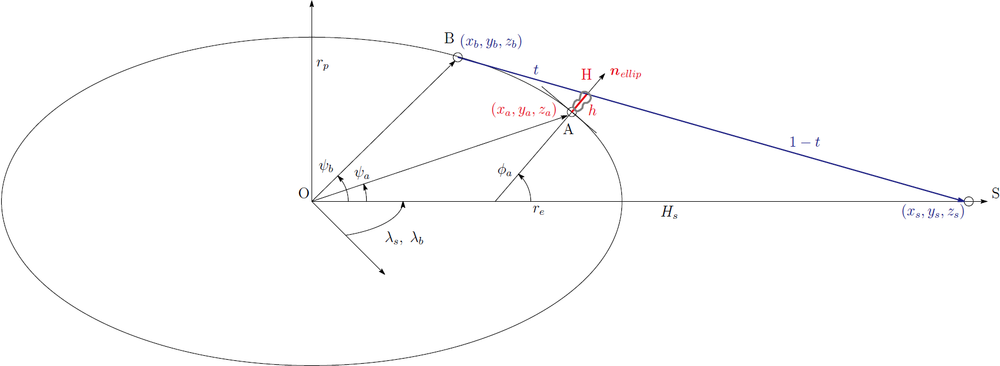 B (x_b, y_b, z_b)
r_p
t
H
n_ellip
(x_a, y_a, z_a)
h
A
1 − t
ψ_b
ψ_a
ϕ_a
O
S
r_e
H_s
(x_s, y_s, z_s)
λ_s, λ_b